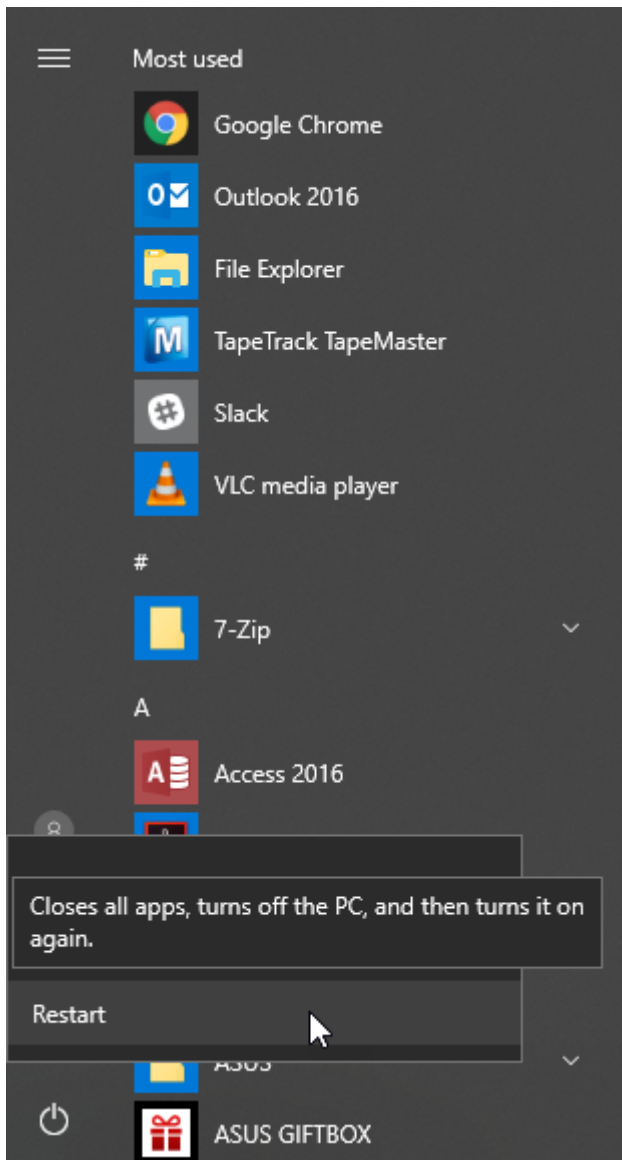 Most used
Google Chrome
Outlook 2016
File Explorer
TapeTrack TapeMaster
Slack
VLC media player
#
7-Zip
A
Access 2016
Closes all apps, turns off the PC, and then turns it on
again.
Restart
ASUS
ASUS GIFTBOX